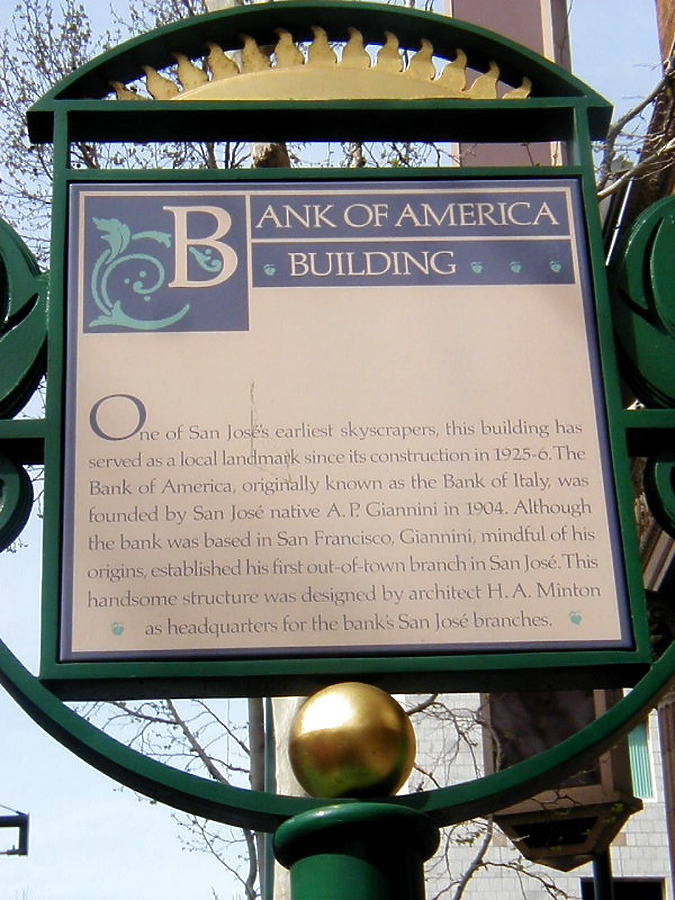 BANK OF AMERICA
BUILDING
One of San José's earliest skyscrapers, this building has
served as a local landmark since its construction in 1925-6. The
Bank of America, originally known as the Bank of Italy, was
founded by San José native A. P. Giannini in 1904. Although
the bank was based in San Francisco, Giannini, mindful of his
origins, established his first out-of-town branch in San José. This
handsome structure was designed by architect H. A. Minton
as headquarters for the bank's San José branches.